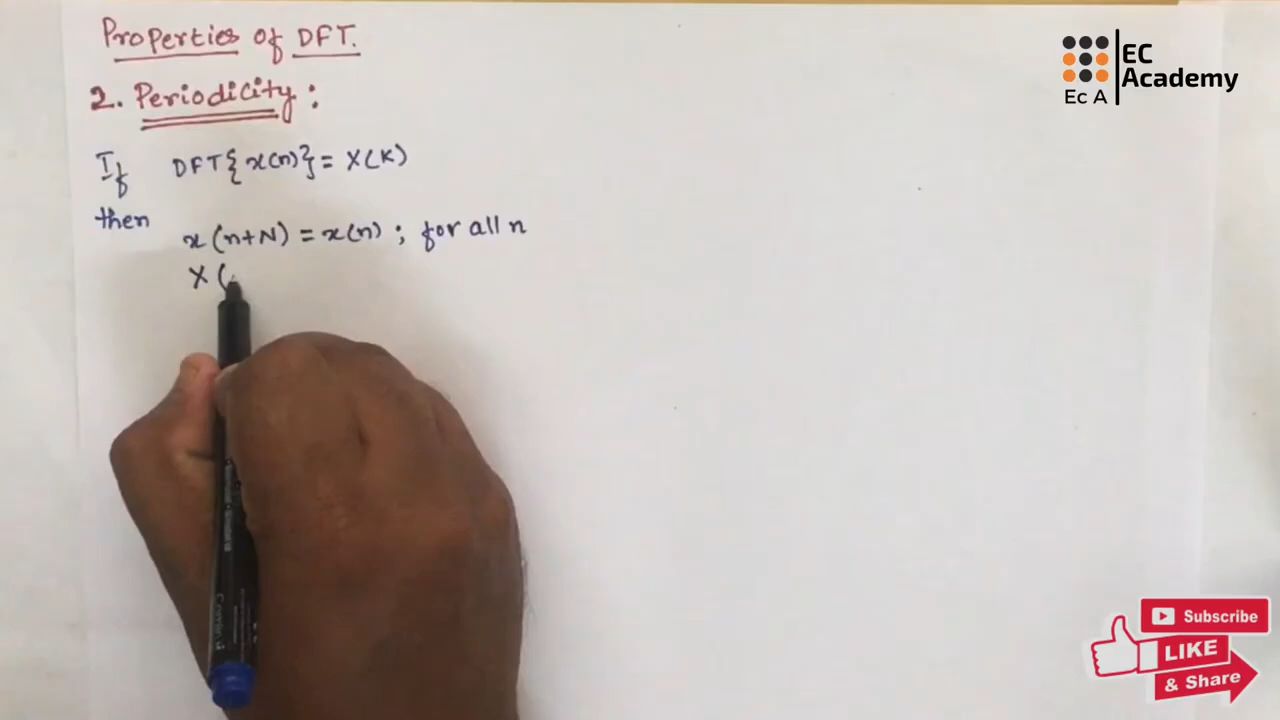 Properties of DFT.
2. Periodicity:
If DFT{x(n)} = X(K)
then
x(n+N) = x(n) ; for all n
X (
EC Academy
Ec A
Subscribe
LIKE
& Share